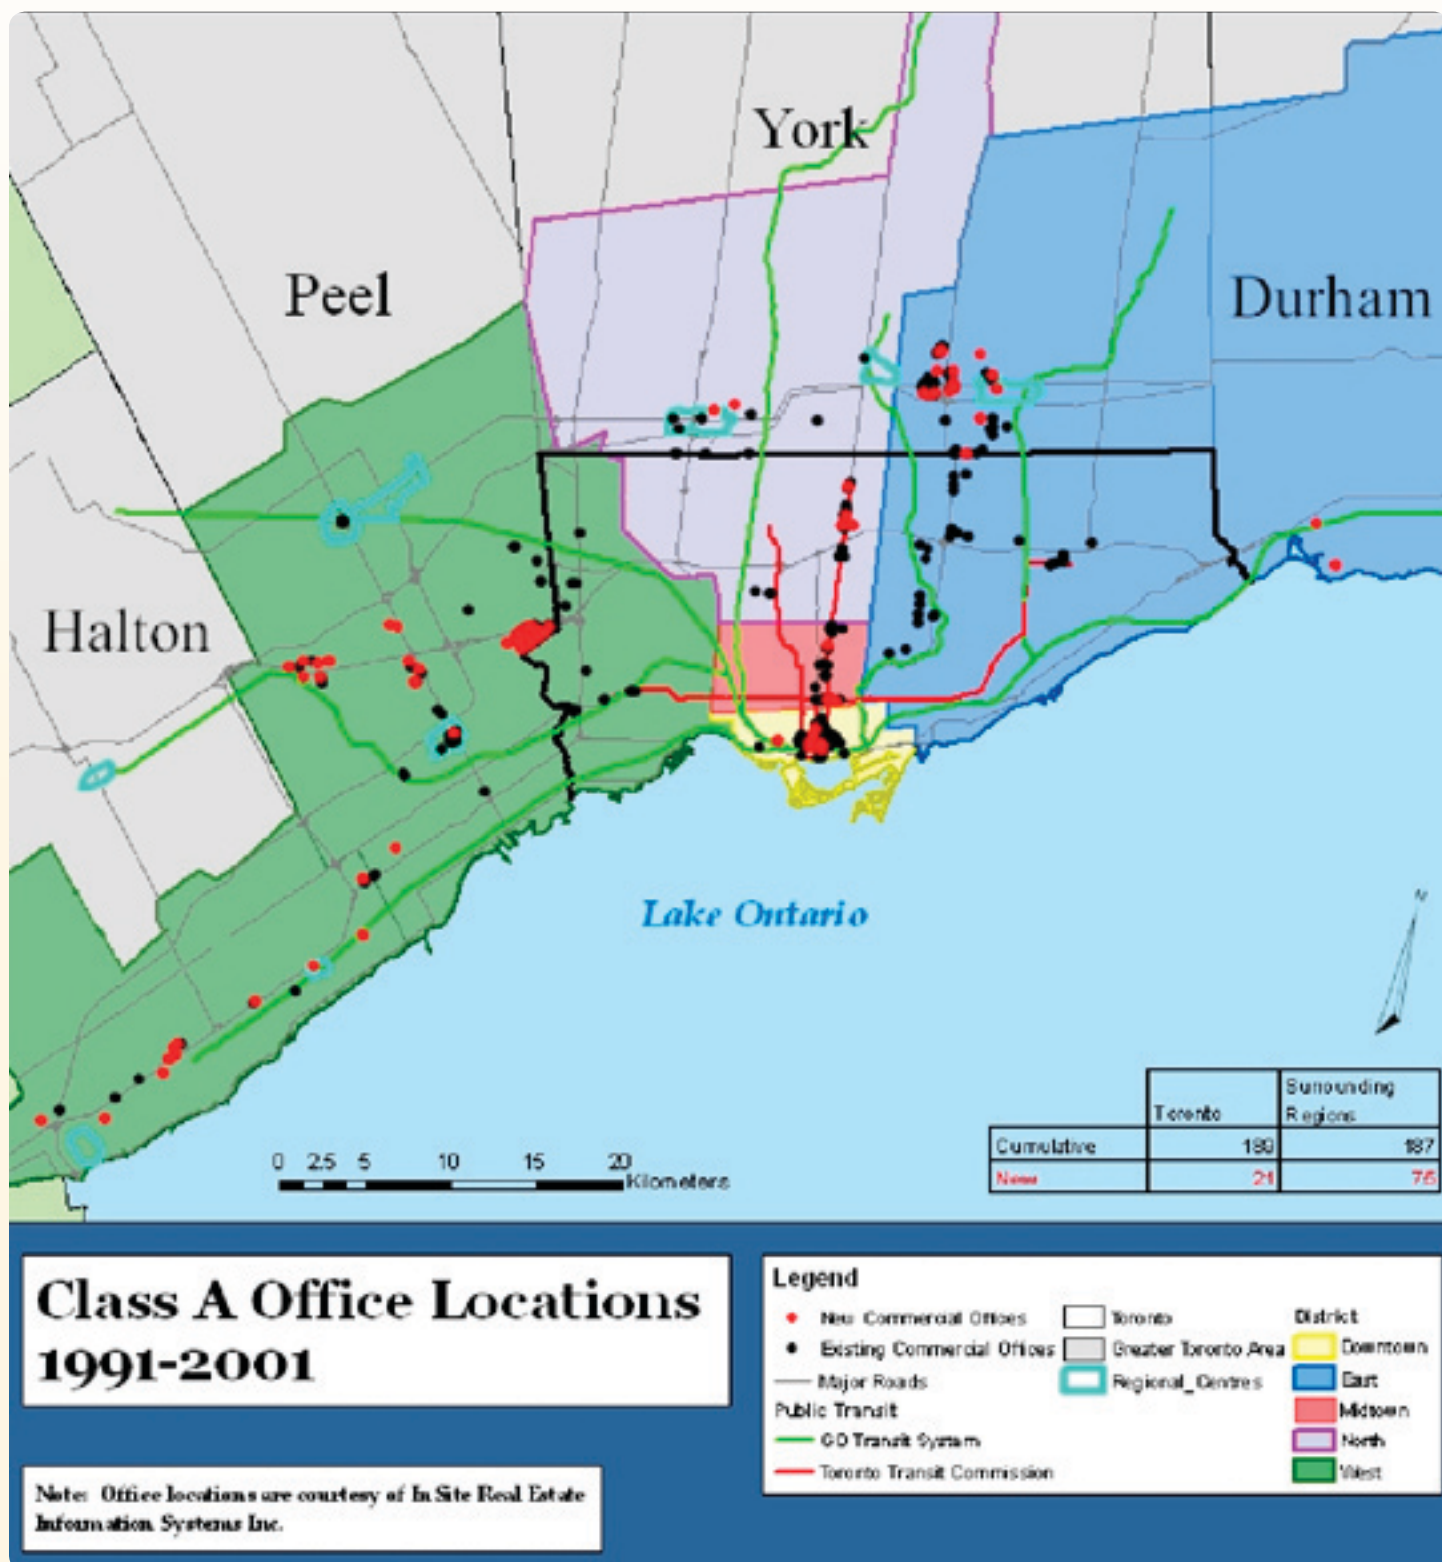 York
Peel
Durham
Halton
Lake Ontario
N
Toronto
Surrounding
Regions
Cumulative 187
New 21 75
0 2.5 5 10 15 20
Kilometers
Class A Office Locations
1991-2001
Note: Office locations are courtesy of In Site Real Estate
Information Systems Inc.
Legend
New Commercial Offices
Existing Commercial Offices
Major Roads
Public Transit
GO Transit System
Toronto Transit Commission
Toronto
Greater Toronto Area
Regional_Centres
District
Downtown
East
Midtown
North
West